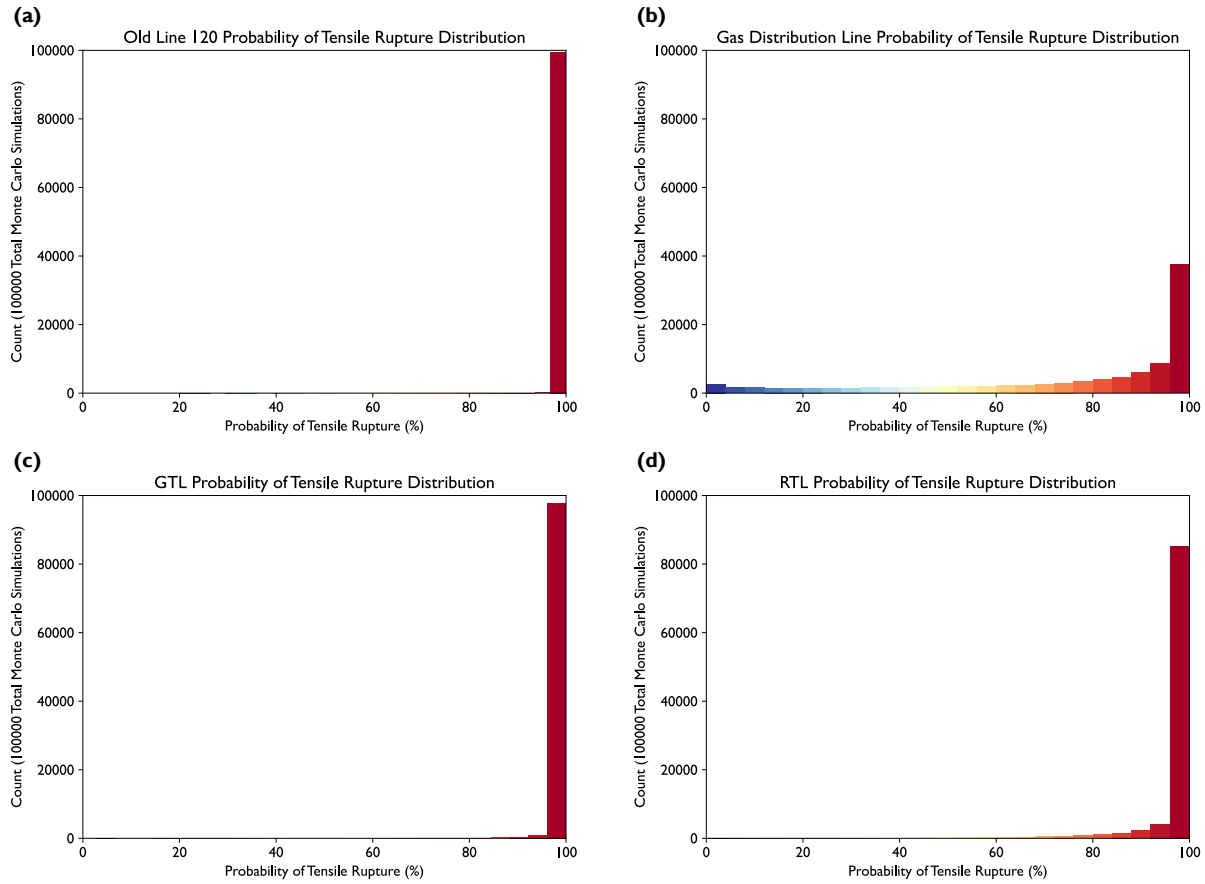 (a)
Old Line 120 Probability of Tensile Rupture Distribution
Count (100000 Total Monte Carlo Simulations)
100000
80000
60000
40000
20000
0
0 20 40 60 80 100
Probability of Tensile Rupture (%)
(b)
Gas Distribution Line Probability of Tensile Rupture Distribution
Count (100000 Total Monte Carlo Simulations)
100000
80000
60000
40000
20000
0
0 20 40 60 80 100
Probability of Tensile Rupture (%)
(c)
GTL Probability of Tensile Rupture Distribution
Count (100000 Total Monte Carlo Simulations)
100000
80000
60000
40000
20000
0
0 20 40 60 80 100
Probability of Tensile Rupture (%)
(d)
RTL Probability of Tensile Rupture Distribution
Count (100000 Total Monte Carlo Simulations)
100000
80000
60000
40000
20000
0
0 20 40 60 80 100
Probability of Tensile Rupture (%)